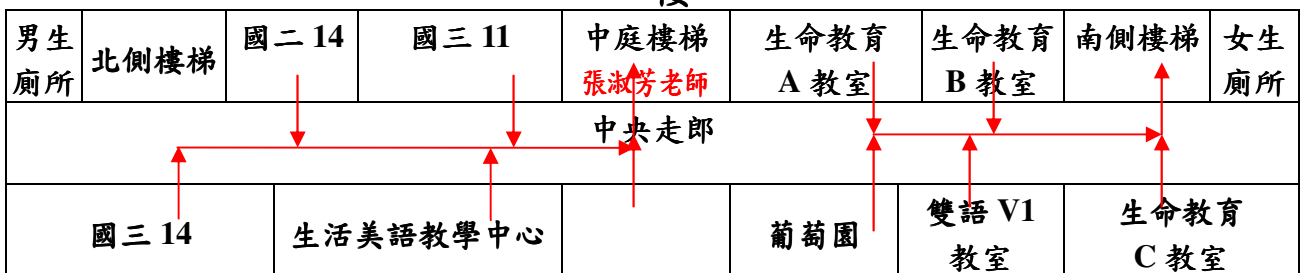 男生
廁所
北側樓梯
國二 14
國三 11
中庭樓梯
張淑芳老師
生命教育
A 教室
生命教育
B 教室
南側樓梯
女生
廁所
中央走郎
國三 14
生活美語教學中心
葡萄園
雙語 V1
教室
生命教育
C 教室